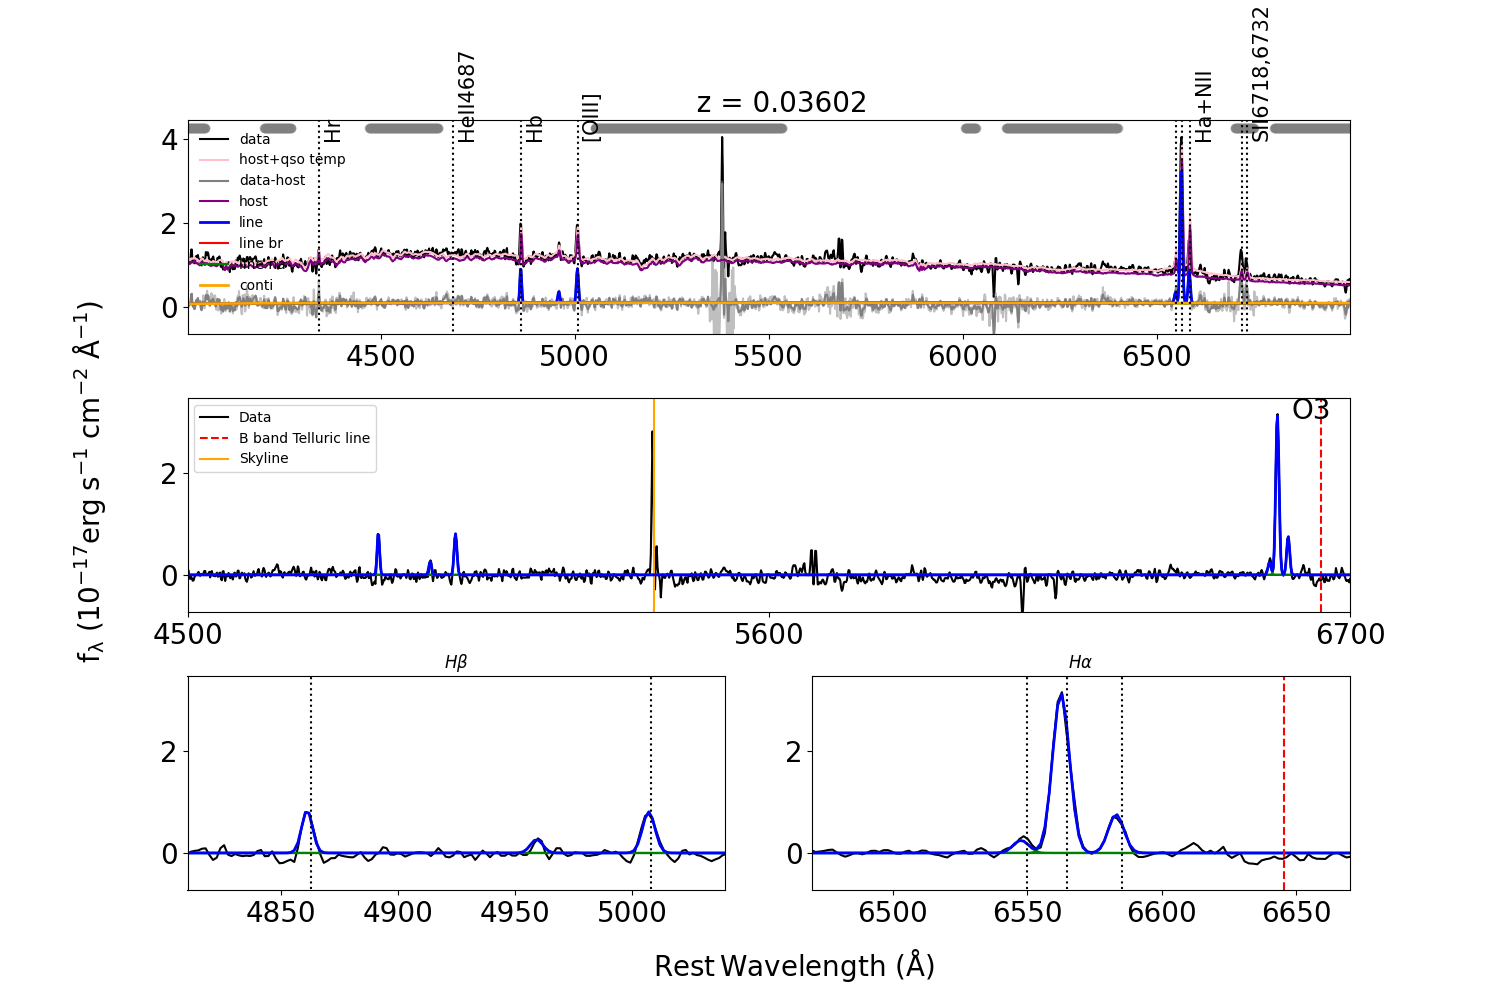 z = 0.03602
Hr
HeII4687
Hb
[OIII]
Ha+NII
SII6718,6732
data
host+qso temp
data-host
host
line
line br
conti
4
2
0
4500
5000
5500
6000
6500
fλ (10⁻¹⁷erg s⁻¹ cm⁻² Å⁻¹)
Data
B band Telluric line
Skyline
O3
2
0
4500
5600
6700
Hβ
2
0
4850
4900
4950
5000
Hα
2
0
6500
6550
6600
6650
Rest Wavelength (Å)